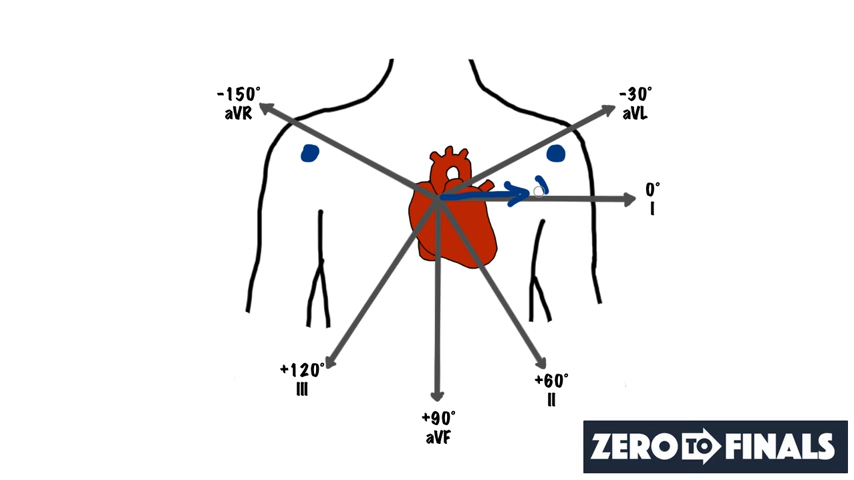 -150°
aVR
-30°
aVL
0°
I
+120°
III
+60°
II
+90°
aVF
ZERO TO FINALS